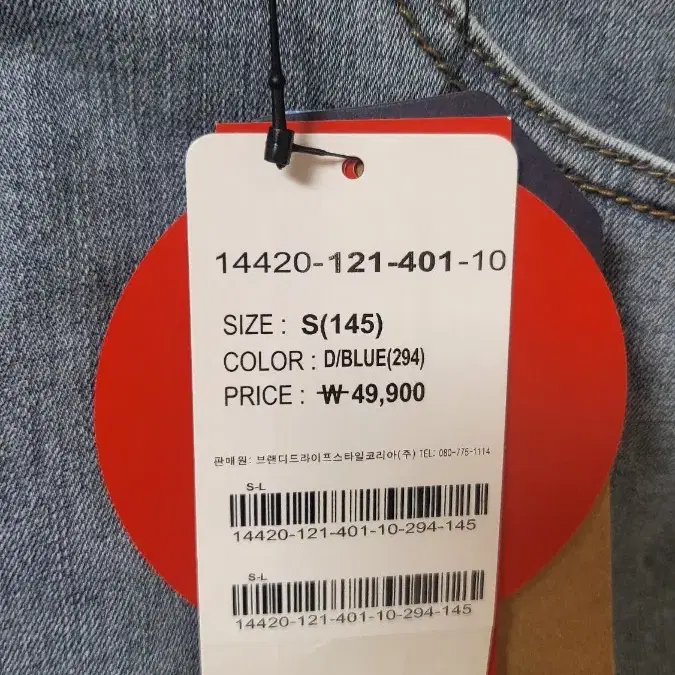 14420-121-401-10
SIZE : S(145)
COLOR : D/BLUE(294)
PRICE : ₩ 49,900
판매원: 브랜디드라이프스타일코리아(주) TEL: 080-775-1114
S-L
14420-121-401-10-294-145
S-L
14420-121-401-10-294-145